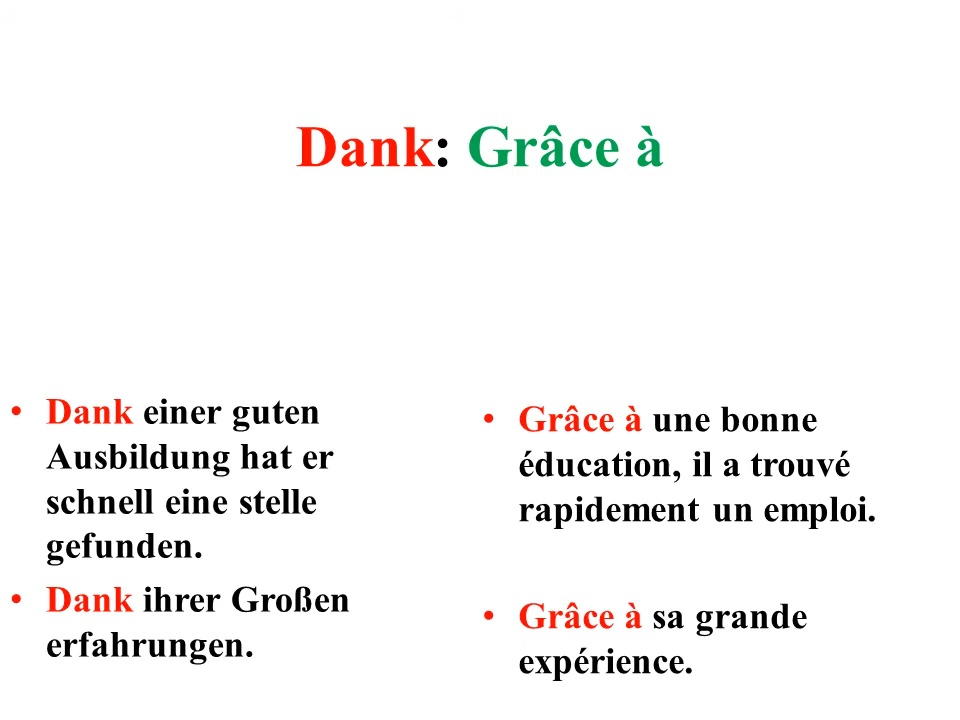 Dank: Grâce à
• Dank einer guten
Ausbildung hat er
schnell eine stelle
gefunden.
• Dank ihrer Großen
erfahrungen.
• Grâce à une bonne
éducation, il a trouvé
rapidement un emploi.
• Grâce à sa grande
expérience.